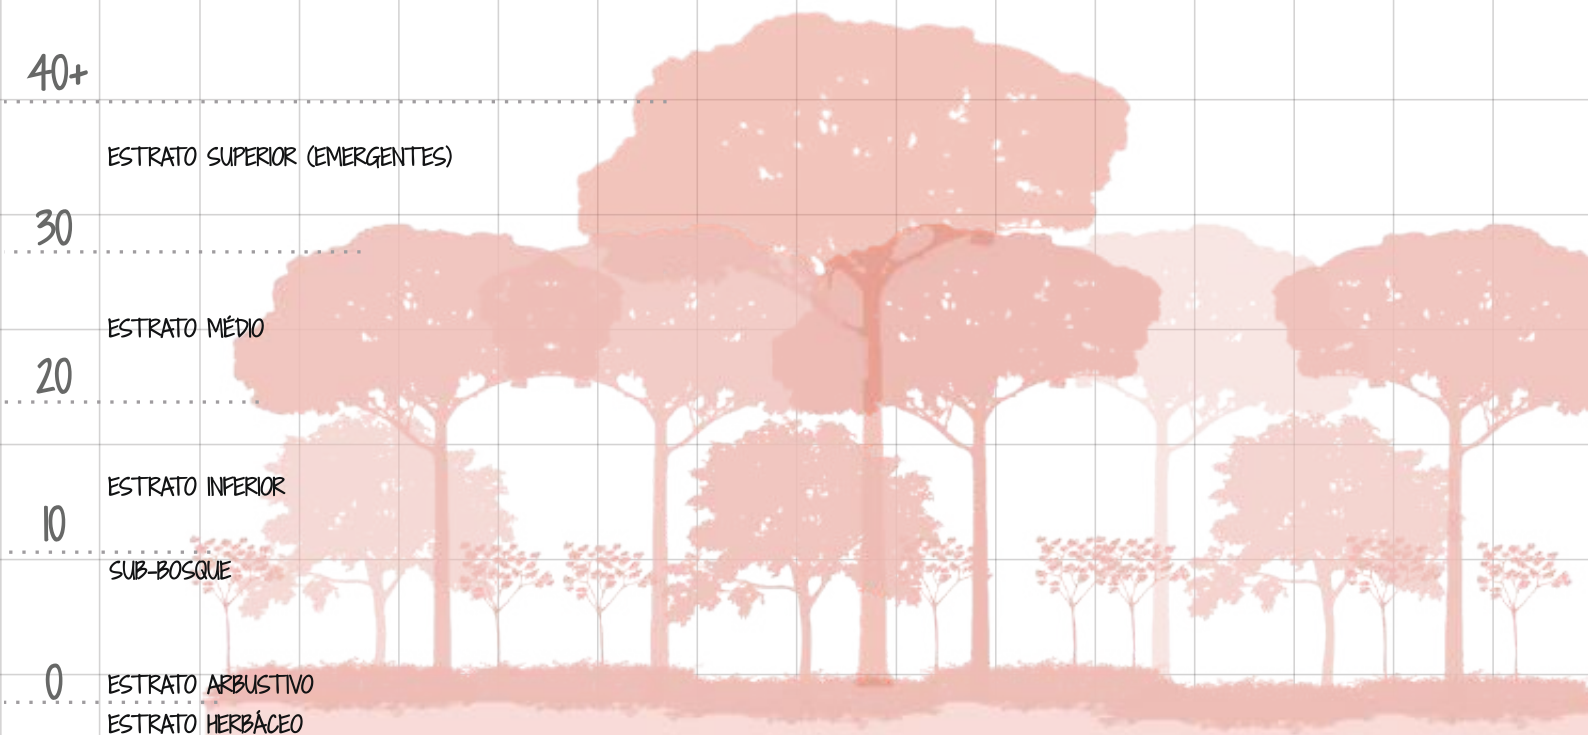 40+
ESTRATO SUPERIOR (EMERGENTES)
30
ESTRATO MÉDIO
20
ESTRATO INFERIOR
10
SUB-BOSQUE
0
ESTRATO ARBUSTIVO
ESTRATO HERBÁCEO